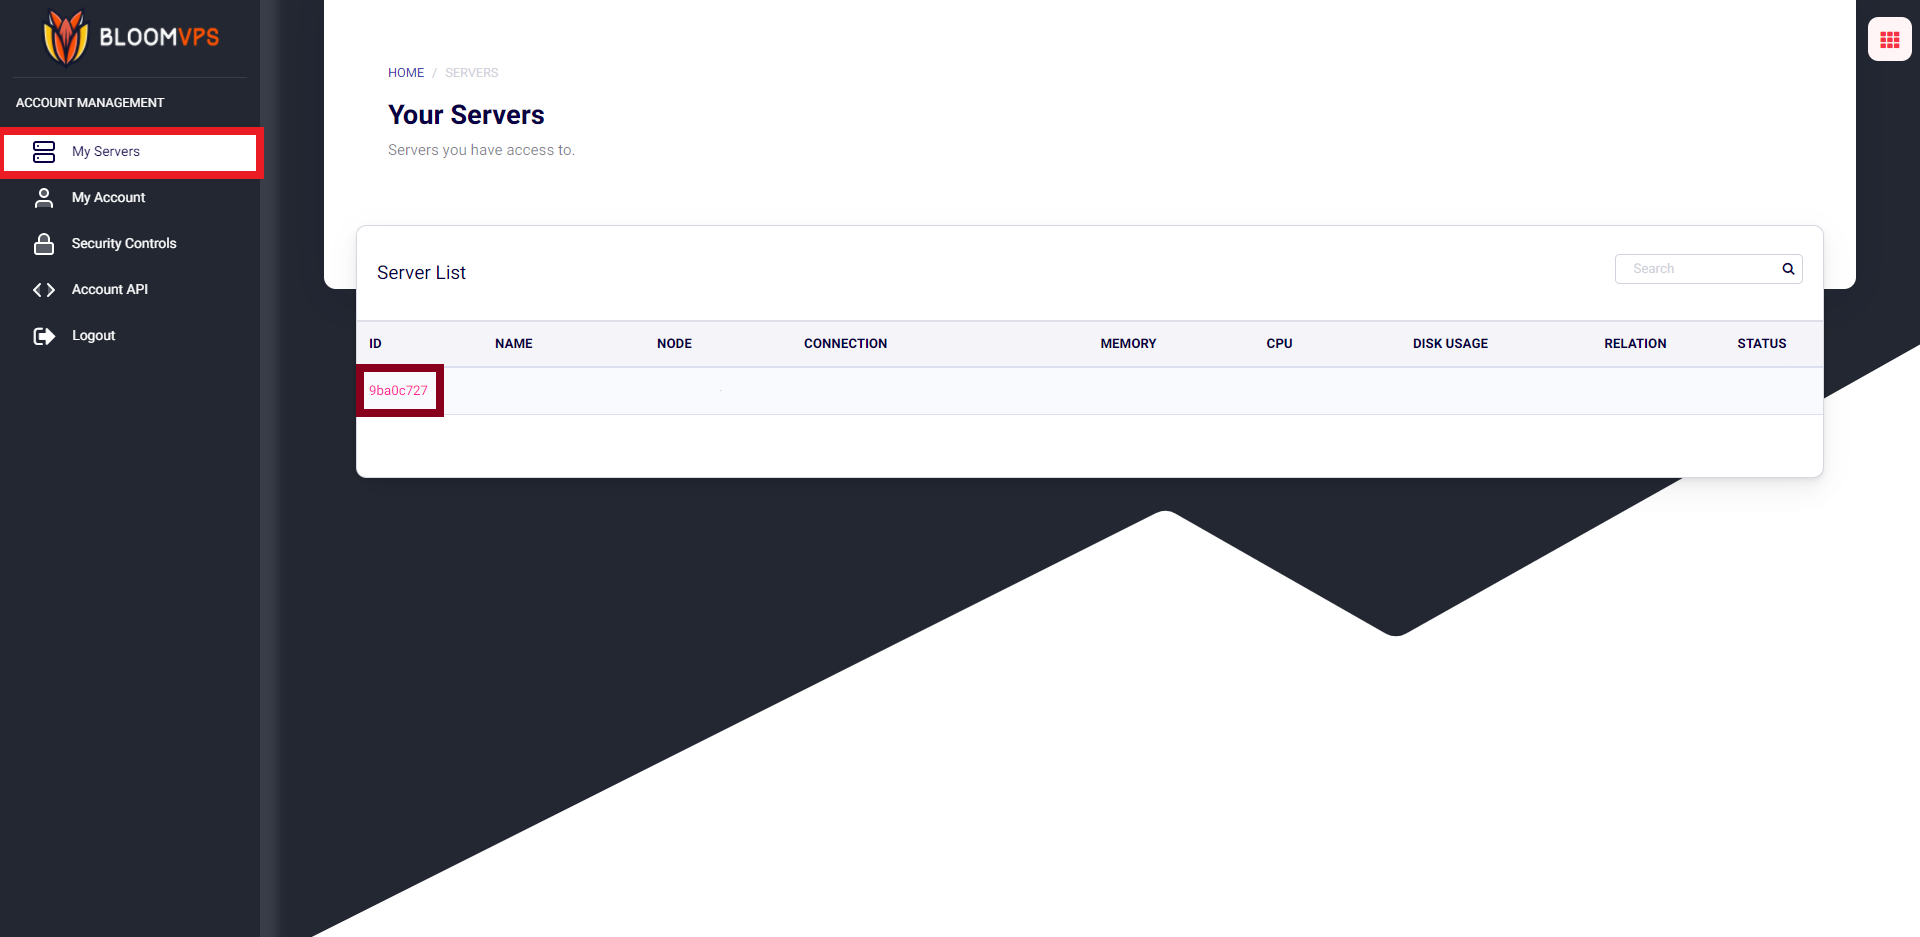 BLOOMVPS
ACCOUNT MANAGEMENT
My Servers
My Account
Security Controls
Account API
Logout
HOME / SERVERS
Your Servers
Servers you have access to.
Server List
Search
ID NAME NODE CONNECTION MEMORY CPU DISK USAGE RELATION STATUS
9ba0c727